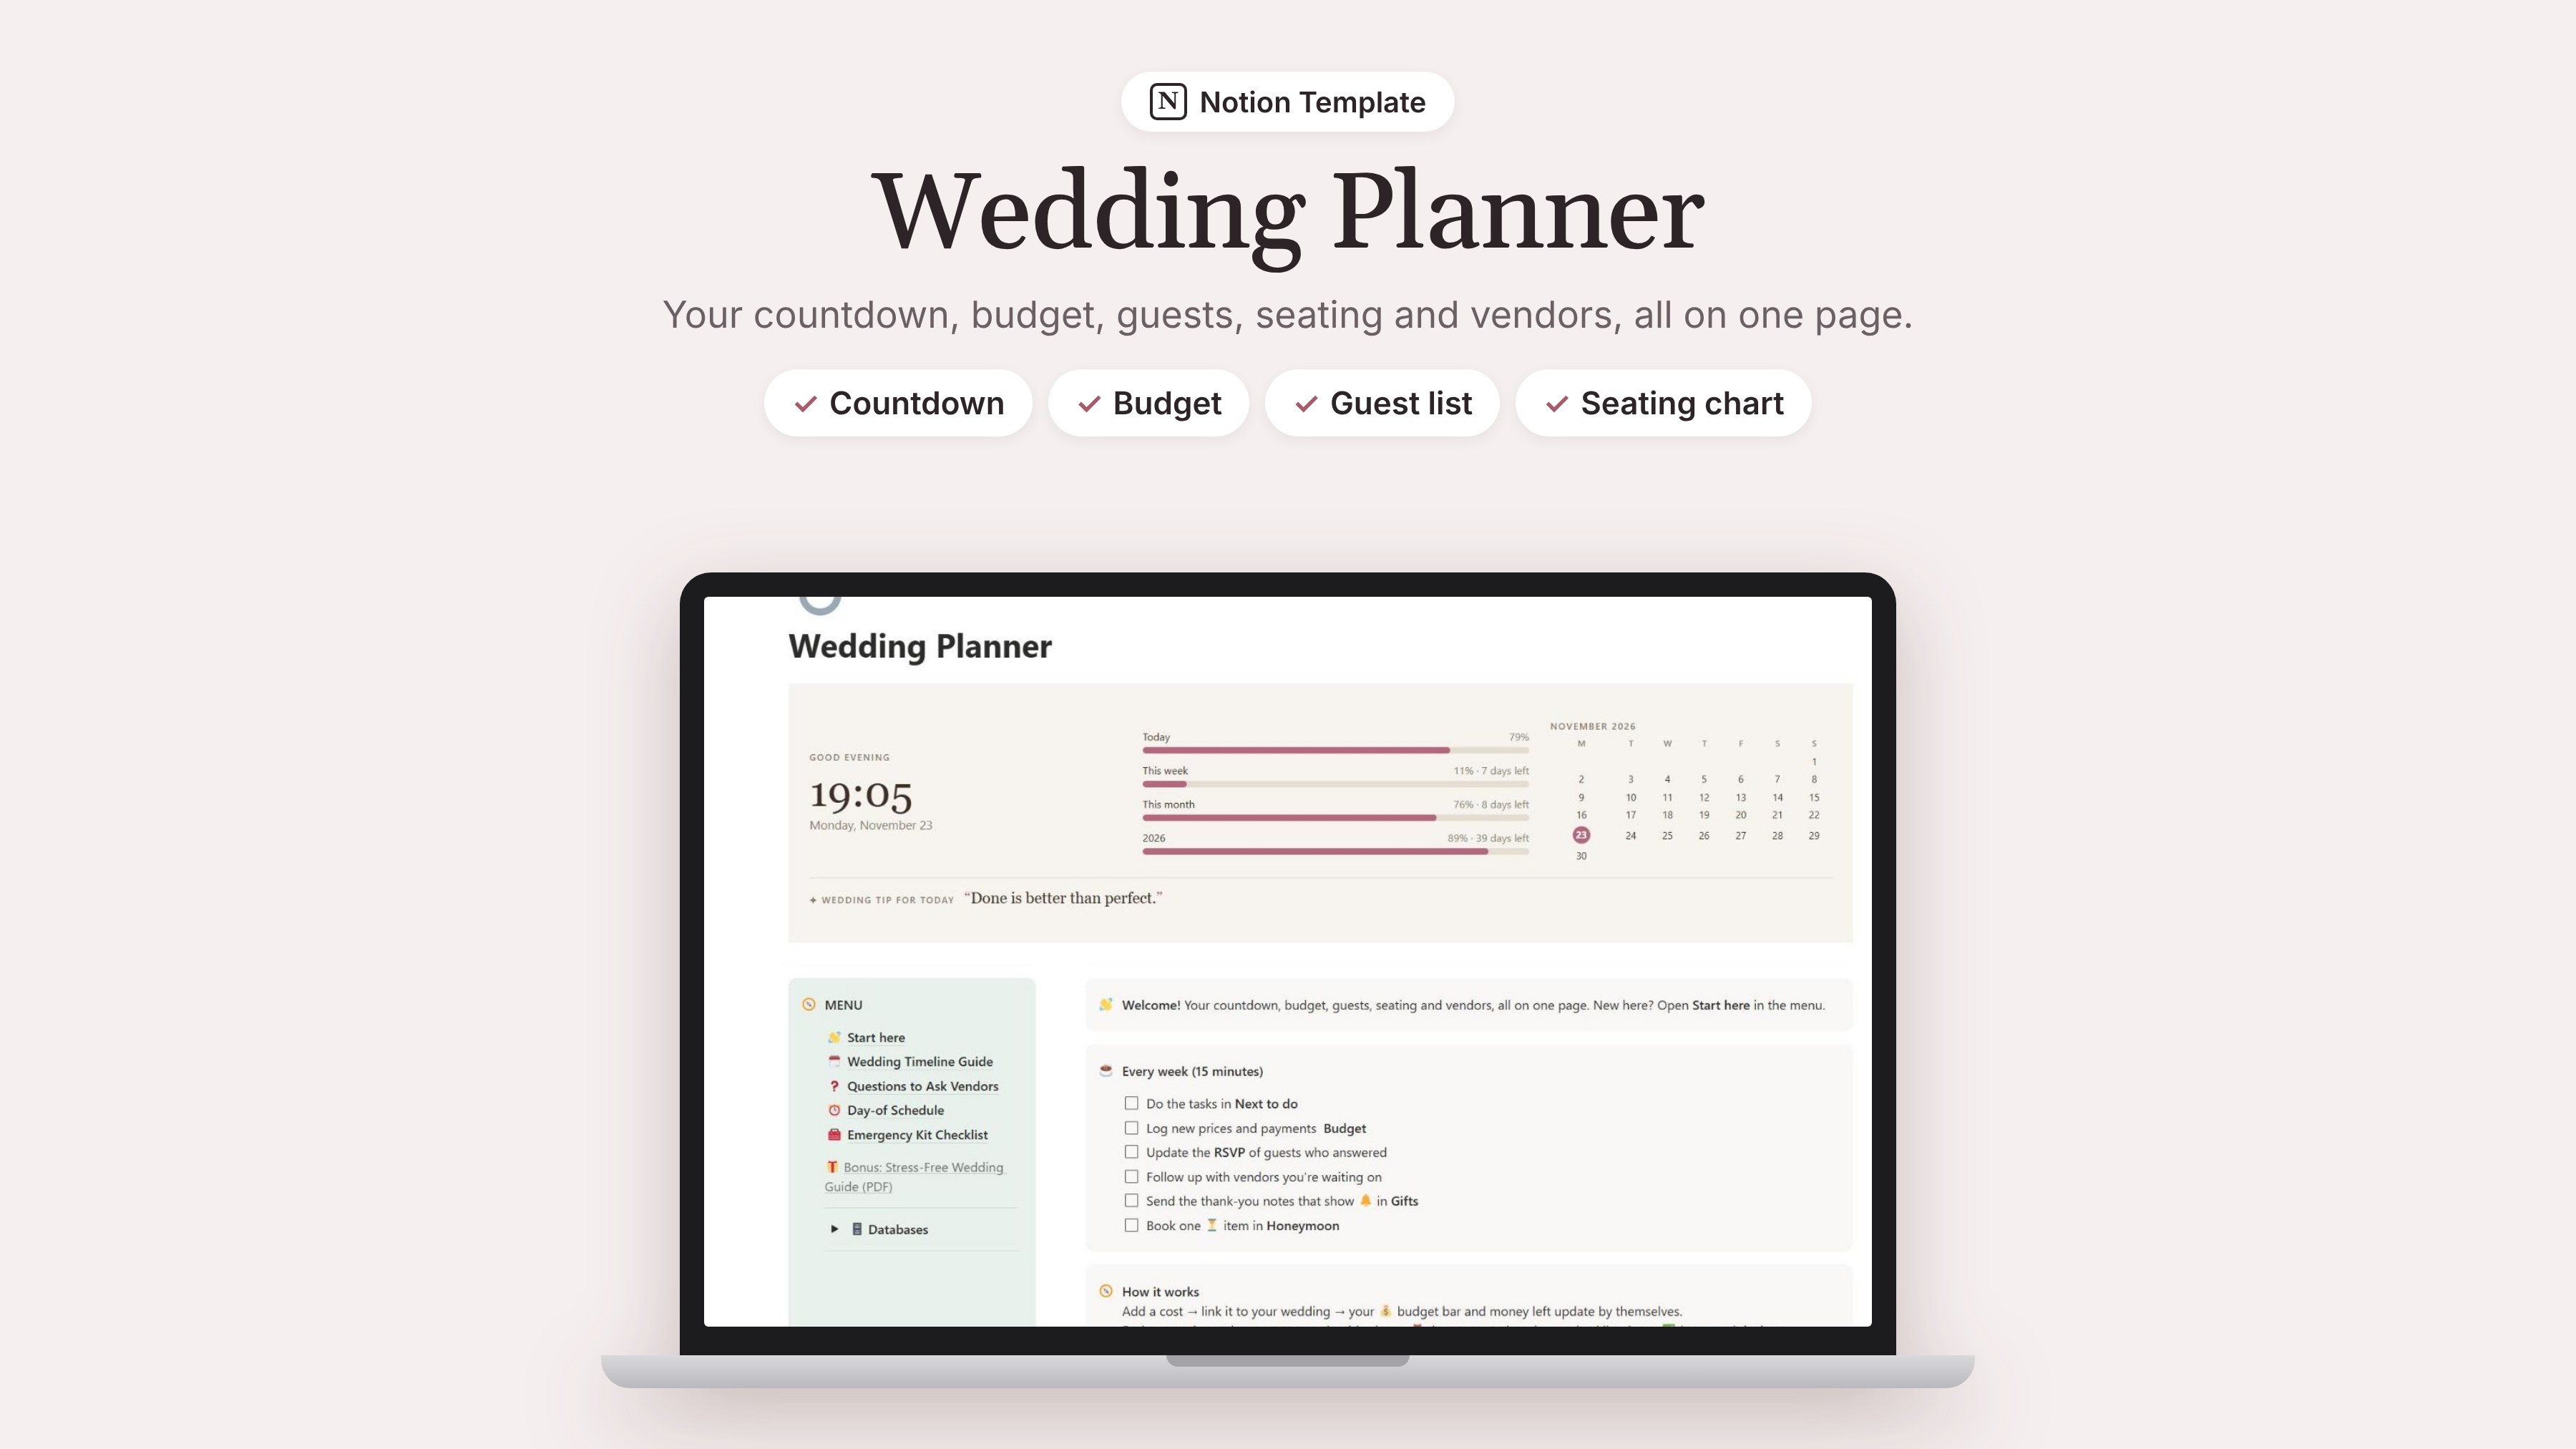 N Notion Template
Wedding Planner
Your countdown, budget, guests, seating and vendors, all on one page.
Countdown
Budget
Guest list
Seating chart
Wedding Planner
GOOD EVENING
19:05
Monday, November 23
Today 79%
This week 11% · 7 days left
This month 76% · 8 days left
2026 89% · 39 days left
NOVEMBER 2026
M T W T F S S
1
2 3 4 5 6 7 8
9 10 11 12 13 14 15
16 17 18 19 20 21 22
23 24 25 26 27 28 29
30
WEDDING TIP FOR TODAY “Done is better than perfect.”
MENU
Start here
Wedding Timeline Guide
Questions to Ask Vendors
Day-of Schedule
Emergency Kit Checklist
Bonus: Stress-Free Wedding
Guide (PDF)
Databases
Welcome! Your countdown, budget, guests, seating and vendors, all on one page. New here? Open Start here in the menu.
Every week (15 minutes)
Do the tasks in Next to do
Log new prices and payments Budget
Update the RSVP of guests who answered
Follow up with vendors you're waiting on
Send the thank-you notes that show 🔔 in Gifts
Book one ⏳ item in Honeymoon
How it works
Add a cost → link it to your wedding → your 💰 budget bar and money left update by themselves.